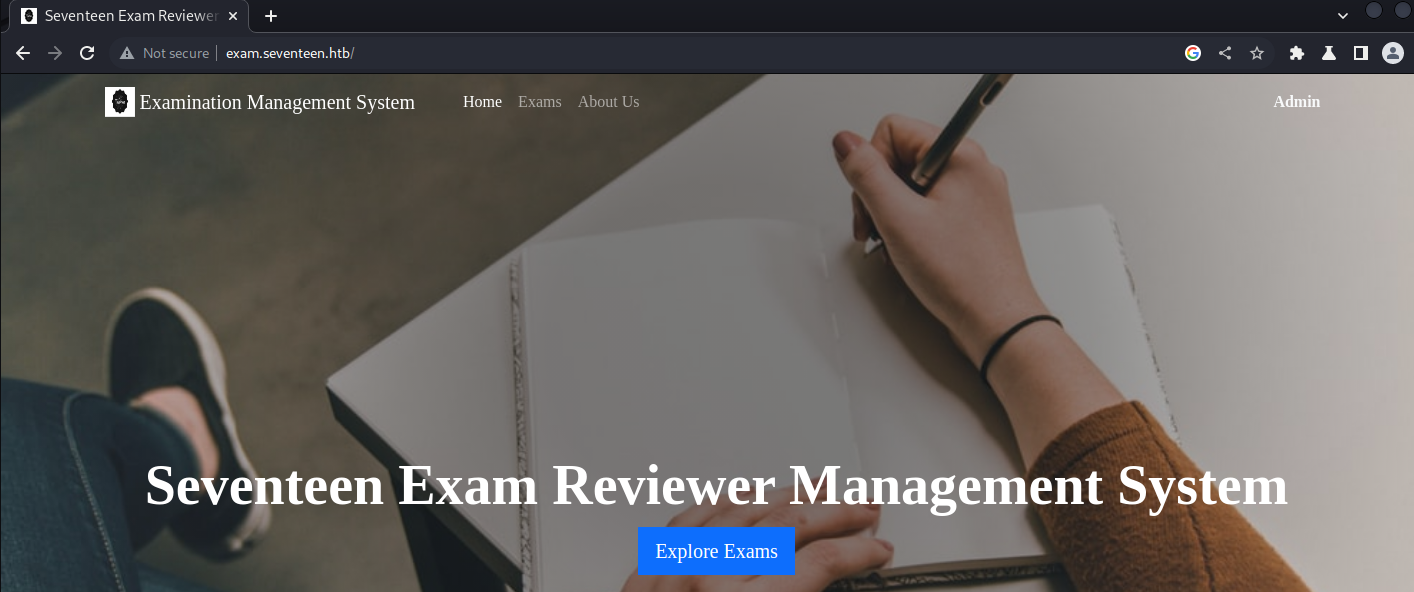 Seventeen Exam Reviewer
Not secure exam.seventeen.htb/
Examination Management System Home Exams About Us Admin
Seventeen Exam Reviewer Management System
Explore Exams